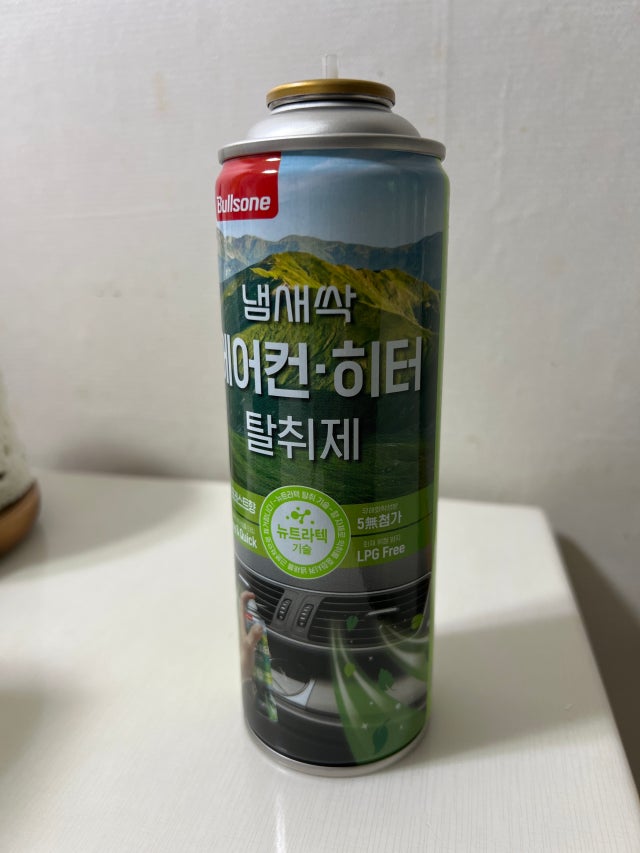 Bullsone
냄새싹
에어컨·히터
탈취제
뉴트라텍
기술
5無첨가
LPG Free
Quick